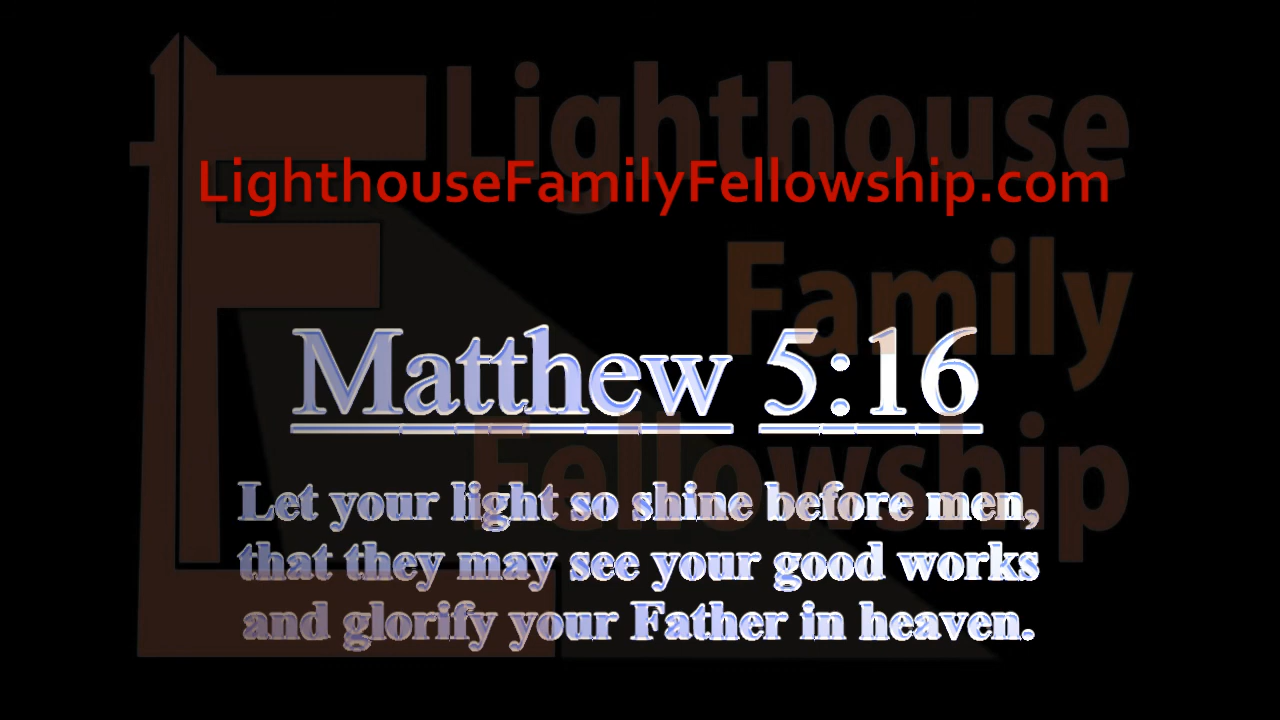 Lighthouse
LighthouseFamilyFellowship.com
Family
Matthew 5:16
Fellowship
Let your light so shine before men,
that they may see your good works
and glorify your Father in heaven.